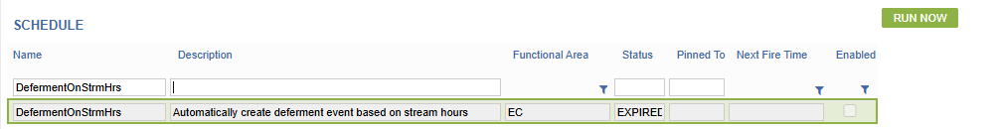 RUN NOW
SCHEDULE
Name Description Functional Area Status Pinned To Next Fire Time Enabled
DefermentOnStrmHrs
DefermentOnStrmHrs Automatically create deferment event based on stream hours EC EXPIRED